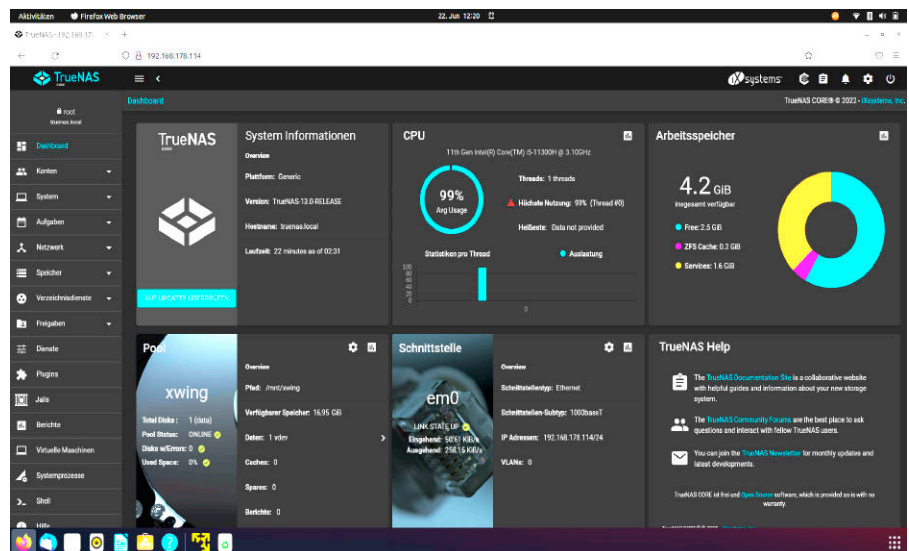 Aktivitäten Firefox Web Browser
22. Jun 12:20
TrueNAS - 192.168.17
192.168.178.114
TrueNAS
CORE
iXsystems
root
truenas.local
Dashboard
TrueNAS CORE® © 2022 - iXsystems, Inc.
Dashboard
Konten
System
Aufgaben
Netzwerk
Speicher
Verzeichnisdienste
Freigaben
Dienste
Plugins
Jails
Berichte
Virtuelle Maschinen
Systemprozesse
Shell
Hilfe
TrueNAS
CORE
AUF UPDATES ÜBERPRÜFEN
System Informationen
Overview
Plattform: Generic
Version: TrueNAS-13.0-RELEASE
Hostname: truenas.local
Laufzeit: 22 minutes as of 02:31
CPU
11th Gen Intel(R) Core(TM) i5-11300H @ 3.10GHz
99%
Avg Usage
Threads: 1 threads
Höchste Nutzung: 99% (Thread #0)
Heißeste: Data not provided
Statistiken pro Thread
Auslastung
100
80
60
40
20
0
0
Arbeitsspeicher
4.2 GiB
insgesamt verfügbar
Free: 2.5 GiB
ZFS Cache: 0.2 GiB
Services: 1.6 GiB
Pool
xwing
Total Disks : 1 (data)
Pool Status: ONLINE
Disks w/Errors: 0
Used Space: 0%
Overview
Pfad: /mnt/xwing
Verfügbarer Speicher: 16,95 GiB
Daten: 1 vdev
Caches: 0
Spares: 0
Berichte: 0
Schnittstelle
em0
LINK STATE UP
Eingehend: 50.61 KiB/s
Ausgehend: 258.15 KiB/s
Overview
Schnittstellentyp: Ethernet
Schnittstellen-Subtyp: 1000baseT
IP Adressen: 192.168.178.114/24
VLANs: 0
TrueNAS Help
The TrueNAS Documentation Site is a collaborative website
with helpful guides and information about your new storage
system.
The TrueNAS Community Forums are the best place to ask
questions and interact with fellow TrueNAS users.
You can join the TrueNAS Newsletter for monthly updates and
latest developments.
TrueNAS CORE ist frei und Open Source software, which is provided as-is with no
warranty.